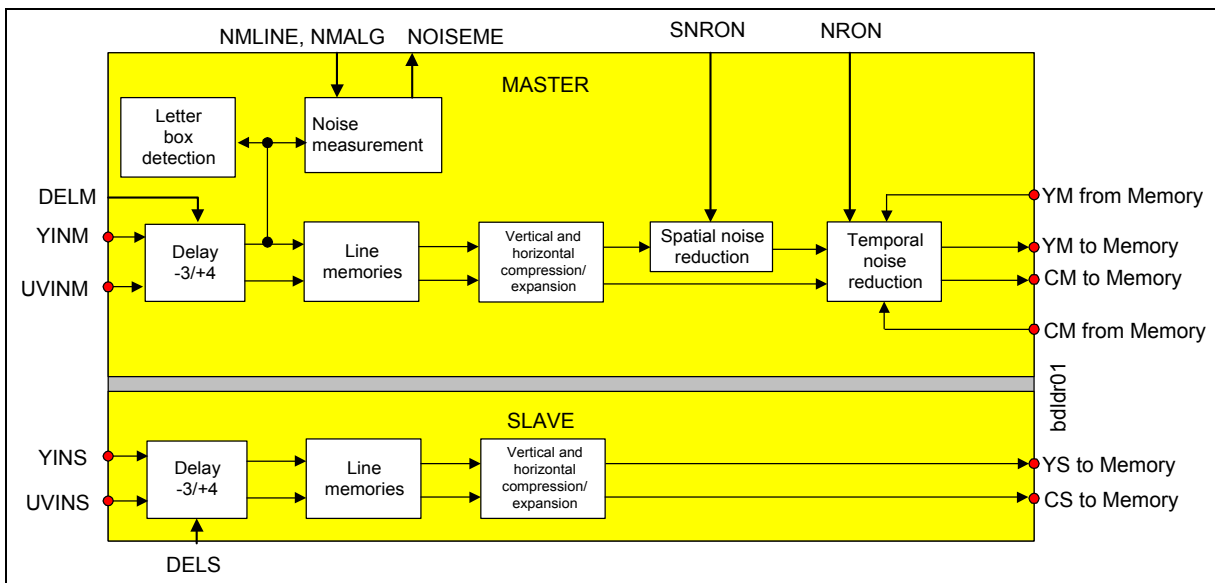 NMLINE, NMALG
NOISEME
SNRON
NRON
MASTER
Letter
box
detection
Noise
measurement
DELM
YINM
UVINM
Delay
-3/+4
Line
memories
Vertical and
horizontal
compression/
expansion
Spatial noise
reduction
Temporal
noise
reduction
YM from Memory
YM to Memory
CM to Memory
CM from Memory
bdldr01
SLAVE
YINS
UVINS
Delay
-3/+4
Line
memories
Vertical and
horizontal
compression/
expansion
YS to Memory
CS to Memory
DELS